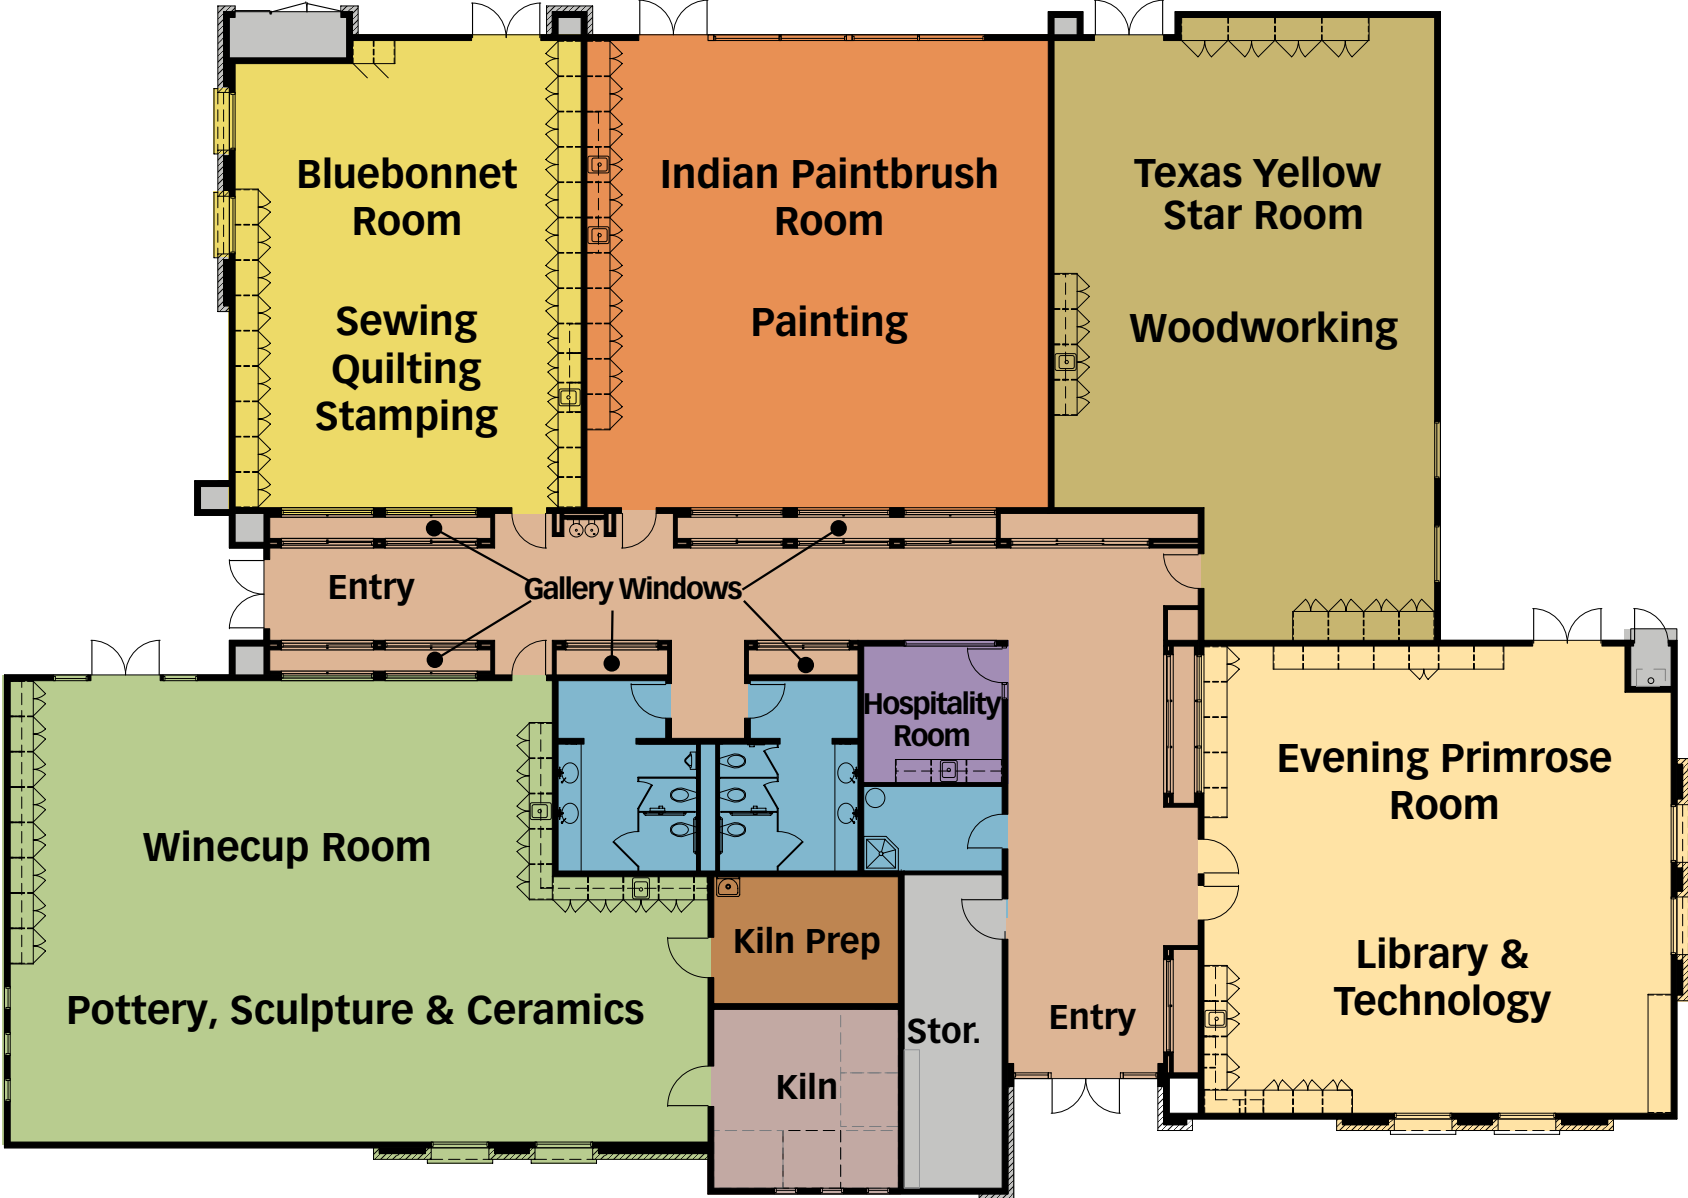 Bluebonnet
Room
Sewing
Quilting
Stamping
Indian Paintbrush
Room
Painting
Texas Yellow
Star Room
Woodworking
Entry
Gallery Windows
Hospitality
Room
Winecup Room
Pottery, Sculpture & Ceramics
Kiln Prep
Kiln
Stor.
Entry
Evening Primrose
Room
Library &
Technology